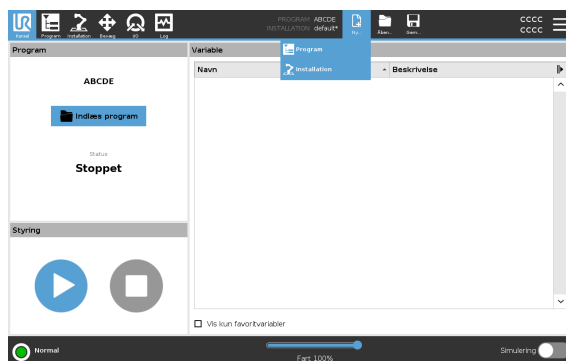 UR
Kørsel Program Installation Bevæg I/O Log
PROGRAM ABCDE
INSTALLATION default*
Ny... Åben... Gem...
CCCC
CCCC
Program
Installation
Program
ABCDE
Indlæs program
Status
Stoppet
Styring
Variable
Navn
Beskrivelse
Vis kun favoritvariabler
Normal
Fart 100%
Simulering